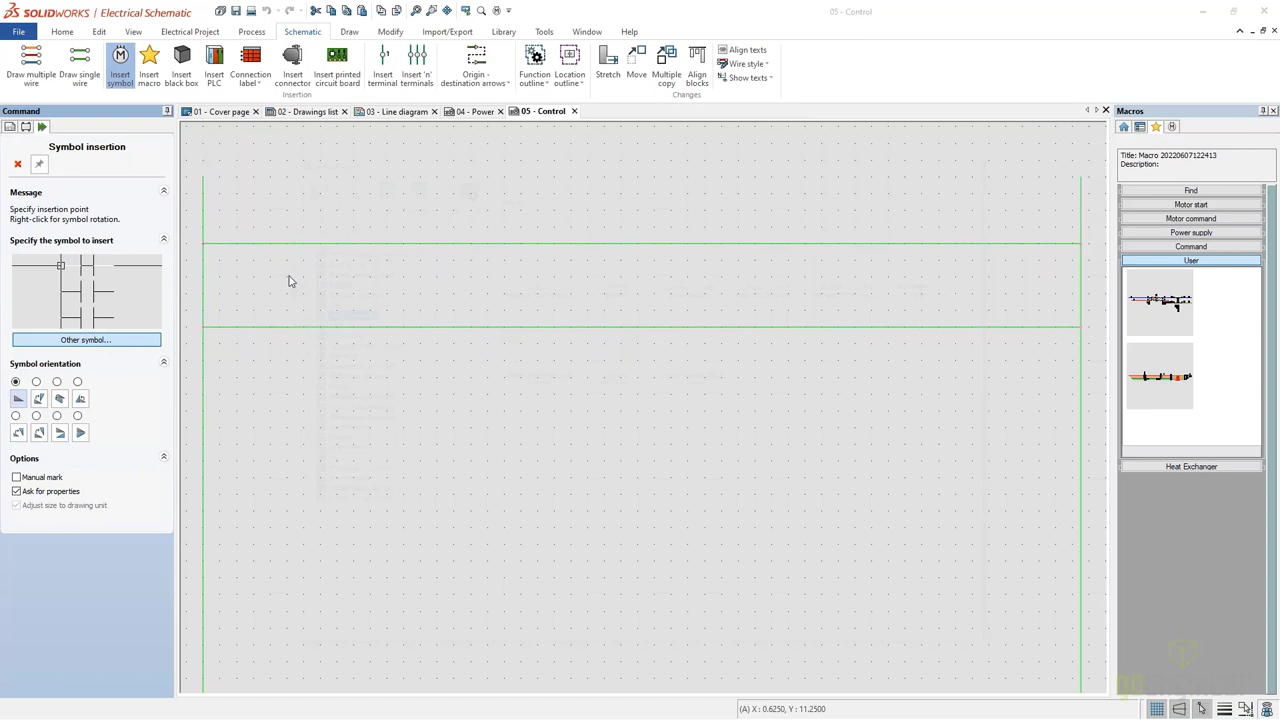 SOLIDWORKS | Electrical Schematic
05 - Control
File Home Edit View Electrical Project Process Schematic Draw Modify Import/Export Library Tools Window Help
Draw multiple wire
Draw single wire
Insert symbol
Insert macro
Insert black box
Insert PLC
Connection label
Insert connector
Insert printed circuit board
Insertion
Insert terminal
Insert 'n' terminals
Origin - destination arrows
Function outline
Location outline
Stretch
Move
Multiple copy
Align blocks
Align texts
Wire style
Show texts
Changes
Command
01 - Cover page
02 - Drawings list
03 - Line diagram
04 - Power
05 - Control
Symbol insertion
Message
Specify insertion point
Right-click for symbol rotation.
Specify the symbol to insert
Other symbol...
Symbol orientation
Options
Manual mark
Ask for properties
Adjust size to drawing unit
Macros
Title: Macro 20220607122413
Description:
Find
Motor start
Motor command
Power supply
Command
User
Heat Exchanger
goengineer
(A) X : 0.6250, Y : 11.2500